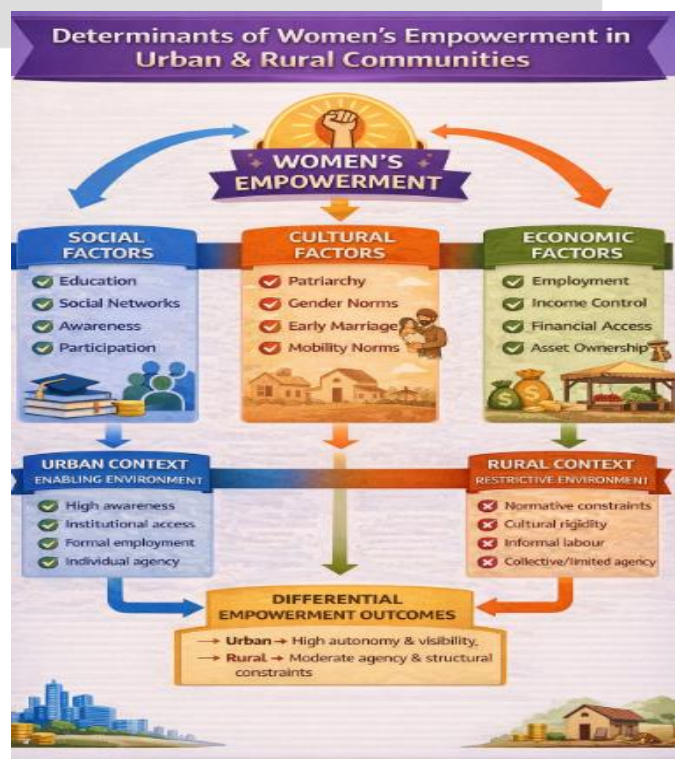 Determinants of Women's Empowerment in
Urban & Rural Communities
WOMEN'S
EMPOWERMENT
SOCIAL
FACTORS
Education
Social Networks
Awareness
Participation
CULTURAL
FACTORS
Patriarchy
Gender Norms
Early Marriage
Mobility Norms
ECONOMIC
FACTORS
Employment
Income Control
Financial Access
Asset Ownership
$ $
URBAN CONTEXT
ENABLING ENVIRONMENT
High awareness
Institutional access
Formal employment
Individual agency
RURAL CONTEXT
RESTRICTIVE ENVIRONMENT
Normative constraints
Cultural rigidity
Informal labour
Collective/limited agency
DIFFERENTIAL
EMPOWERMENT OUTCOMES
→ Urban → High autonomy & visibility,
→ Rural → Moderate agency & structural
constraints